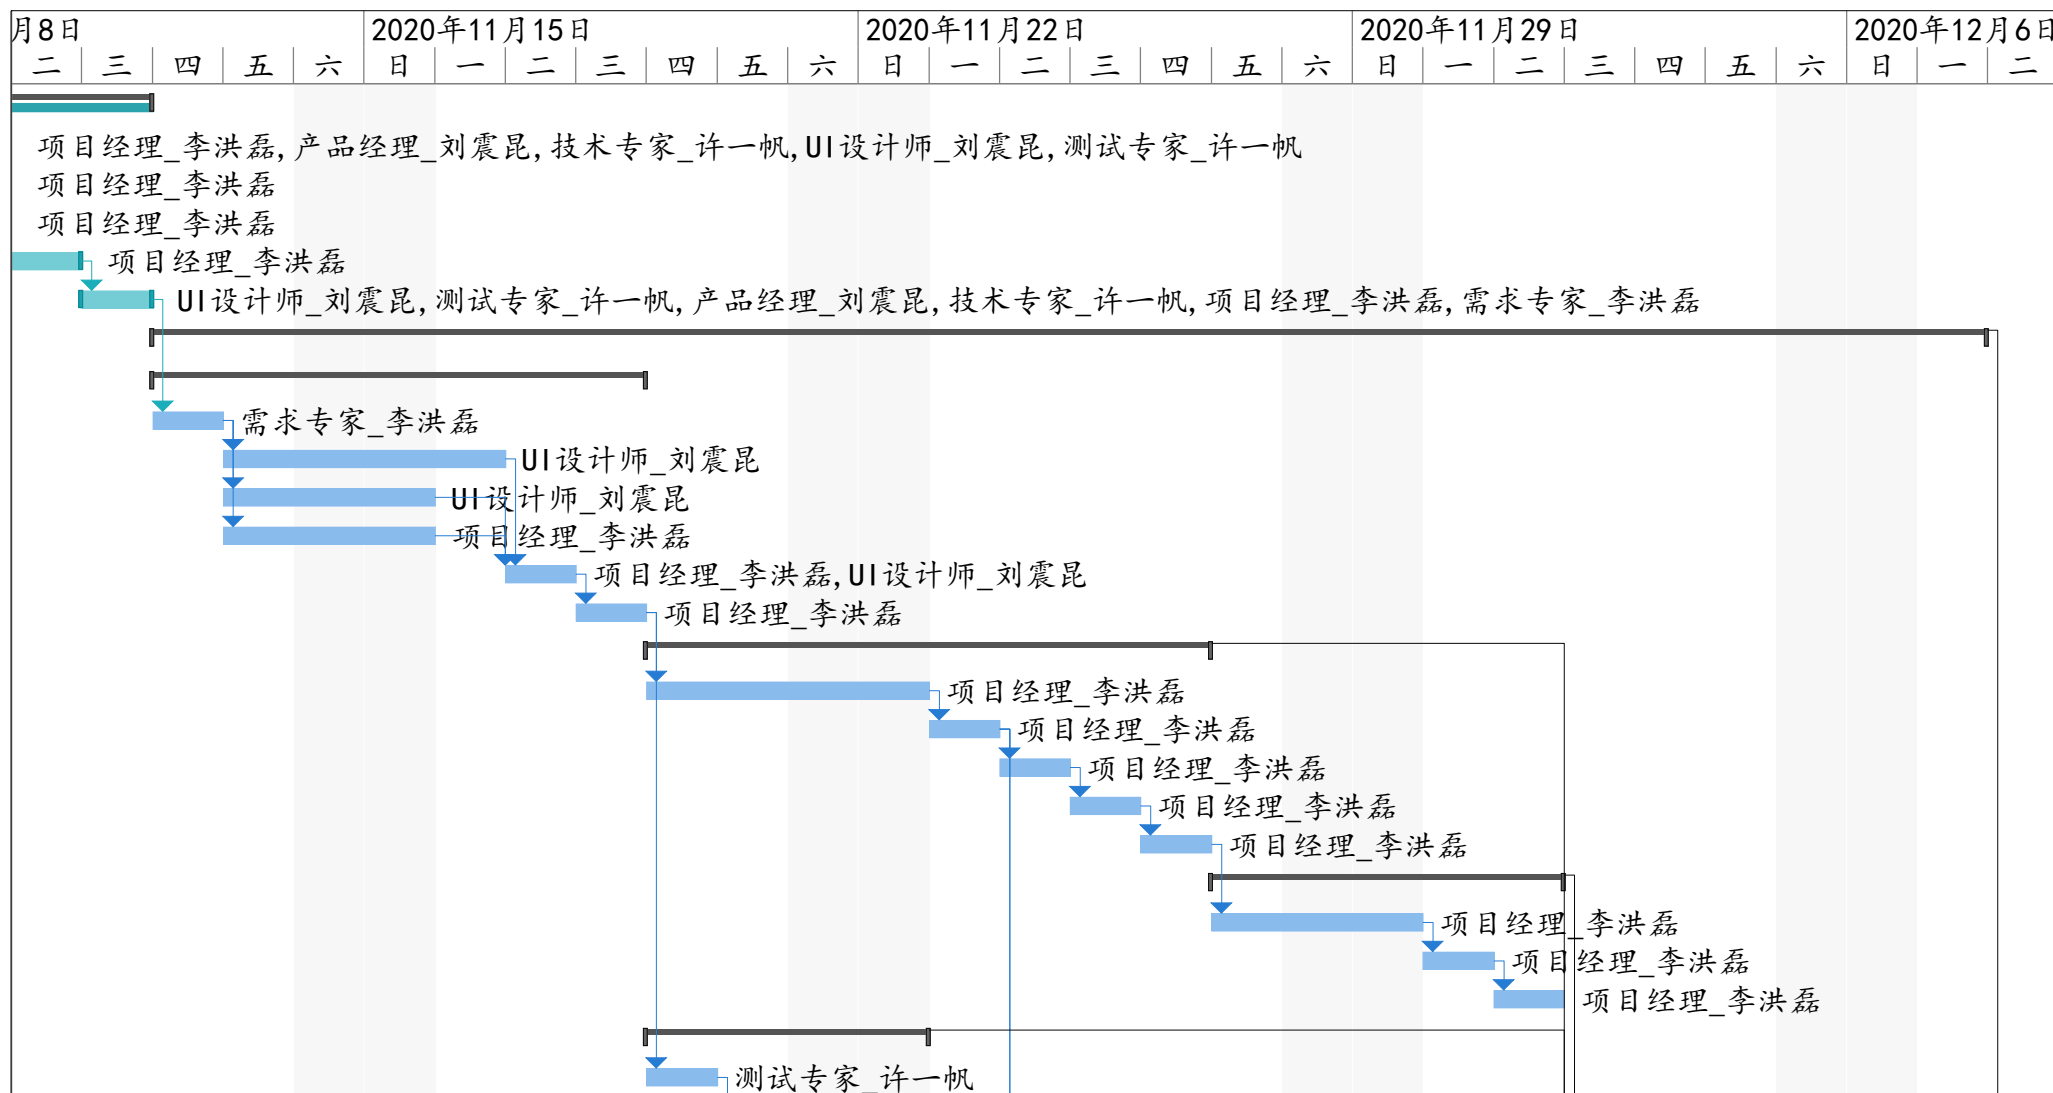 月8日 2020年11月15日 2020年11月22日 2020年11月29日 2020年12月6日
二 三 四 五 六 日 一 二 三 四 五 六 日 一 二 三 四 五 六 日 一 二 三 四 五 六 日 一 二
项目经理_李洪磊,产品经理_刘震昆,技术专家_许一帆,UI设计师_刘震昆,测试专家_许一帆
项目经理_李洪磊
项目经理_李洪磊
项目经理_李洪磊
UI设计师_刘震昆,测试专家_许一帆,产品经理_刘震昆,技术专家_许一帆,项目经理_李洪磊,需求专家_李洪磊
需求专家_李洪磊
UI设计师_刘震昆
UI设计师_刘震昆
项目经理_李洪磊
项目经理_李洪磊,UI设计师_刘震昆
项目经理_李洪磊
项目经理_李洪磊
项目经理_李洪磊
项目经理_李洪磊
项目经理_李洪磊
项目经理_李洪磊
项目经理_李洪磊
项目经理_李洪磊
项目经理_李洪磊
测试专家_许一帆